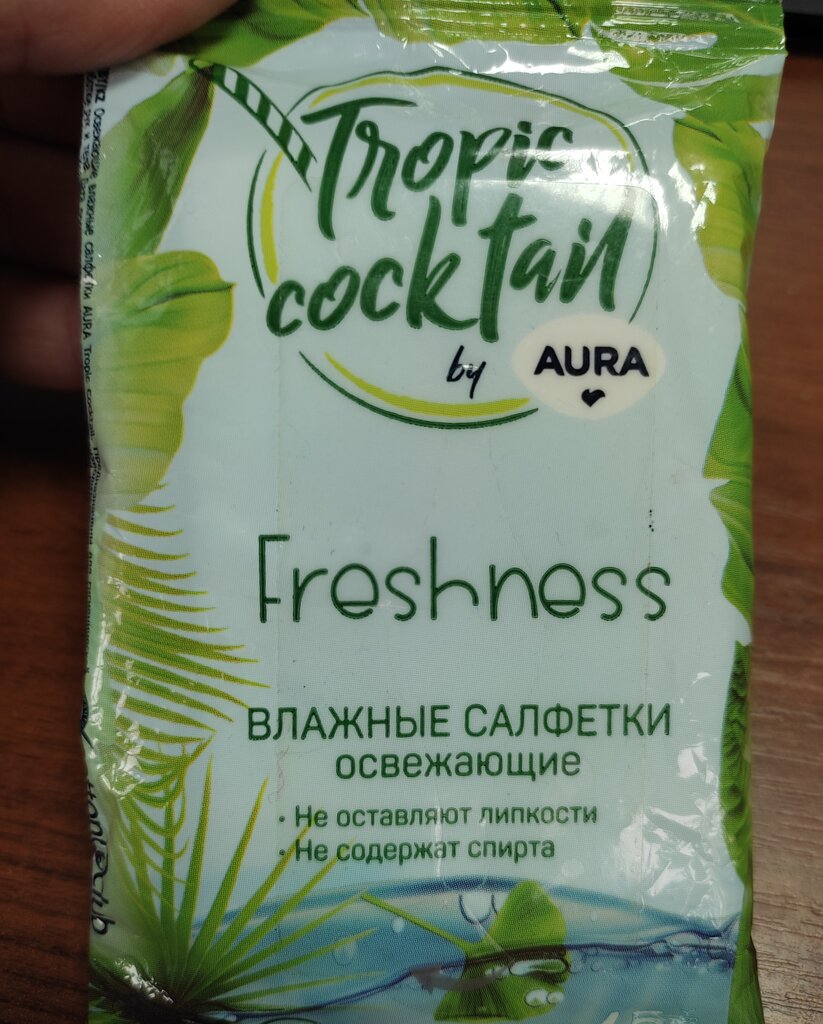 Tropic
cocktail
by AURA
Freshness
ВЛАЖНЫЕ САЛФЕТКИ
освежающие
· Не оставляют липкости
· Не содержат спирта